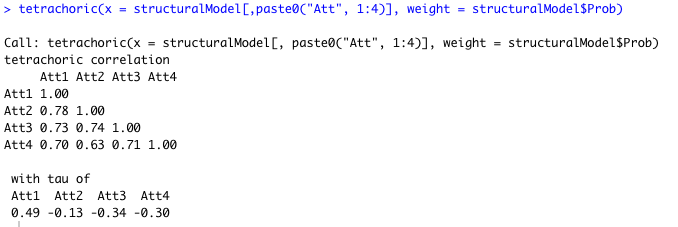 > tetrachoric(x = structuralModel[,paste0("Att", 1:4)], weight = structuralModel$Prob)
Call: tetrachoric(x = structuralModel[, paste0("Att", 1:4)], weight = structuralModel$Prob)
tetrachoric correlation
     Att1 Att2 Att3 Att4
Att1 1.00
Att2 0.78 1.00
Att3 0.73 0.74 1.00
Att4 0.70 0.63 0.71 1.00
 with tau of
 Att1  Att2  Att3  Att4
 0.49 -0.13 -0.34 -0.30